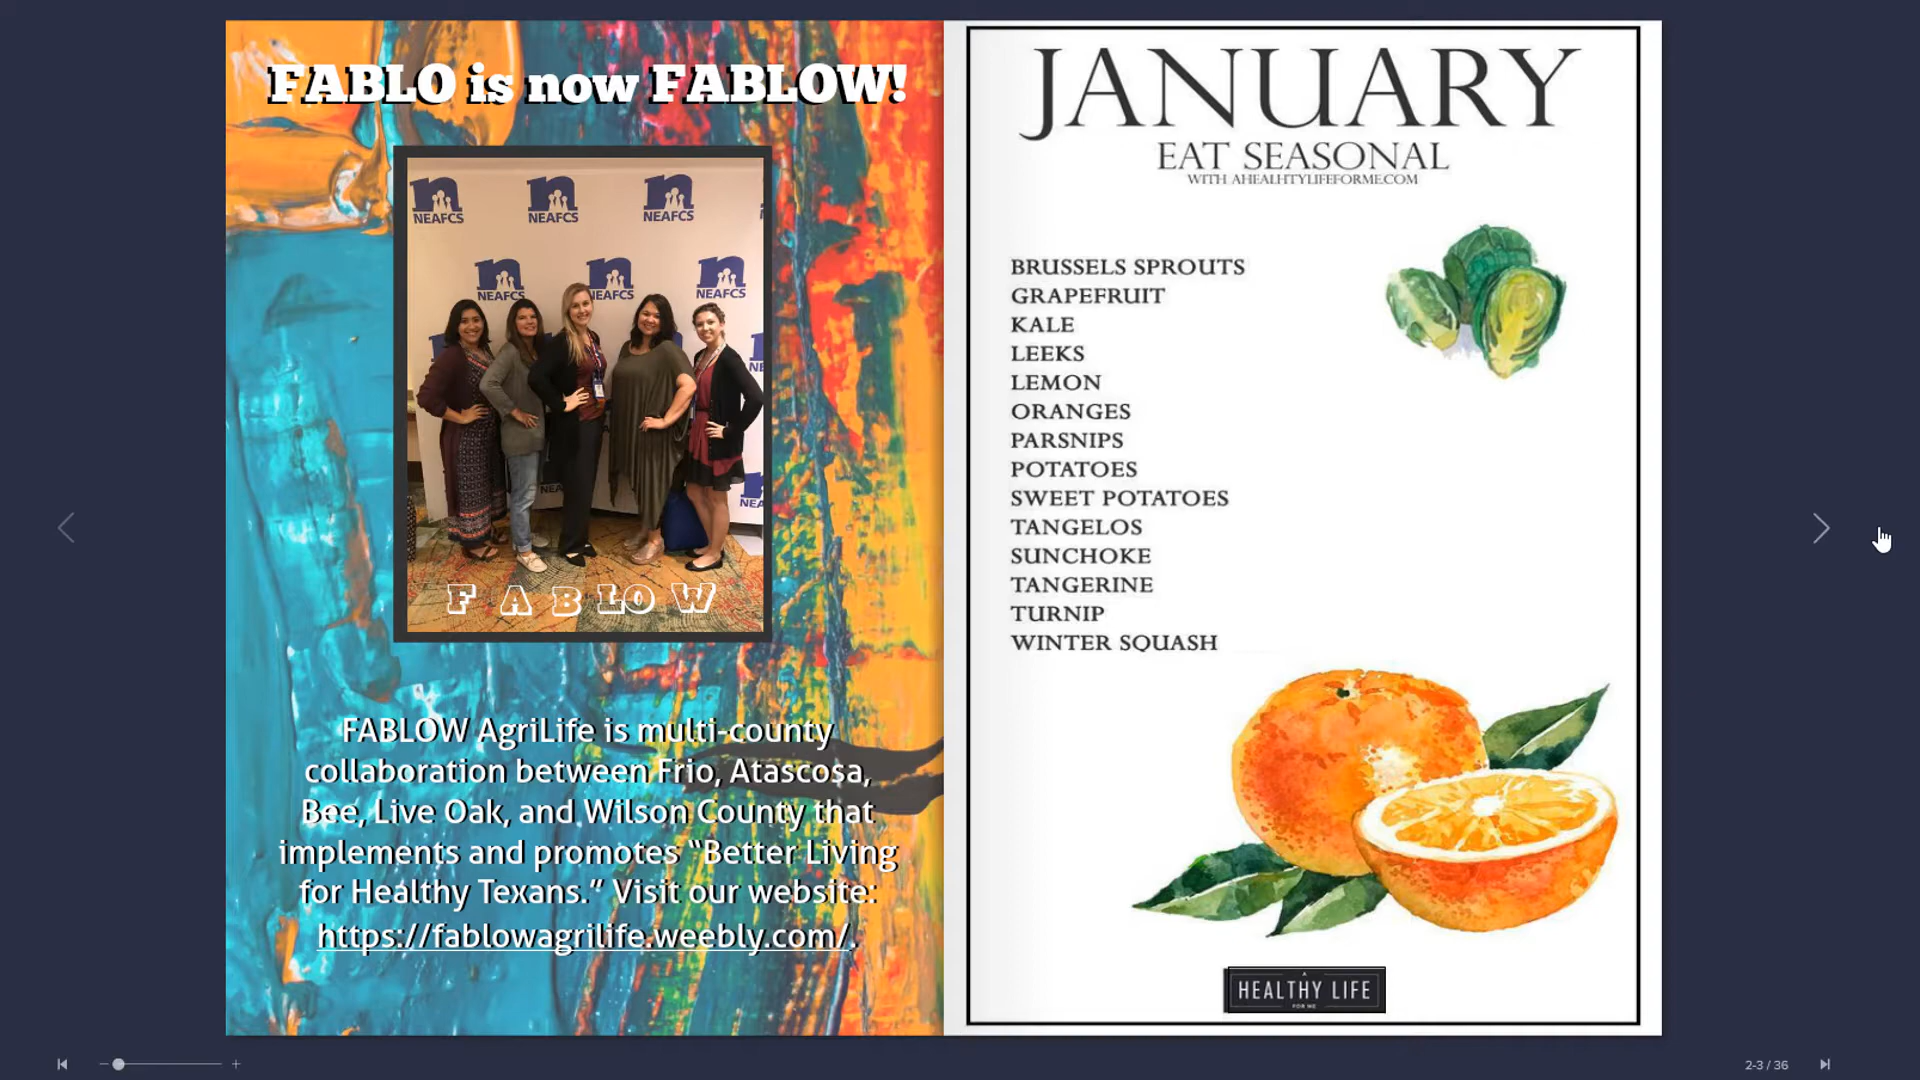 FABLO is now FABLOW!
NEAFCS
NEAFCS
NEAFCS
NEAFCS
NEAFCS
NEAFCS
F A B LO W
FABLOW AgriLife is multi-county
collaboration between Frio, Atascosa,
Bee, Live Oak, and Wilson County that
implements and promotes “Better Living
for Healthy Texans.” Visit our website:
https://fablowagrilife.weebly.com/.
JANUARY
EAT SEASONAL
WITH AHEALHTYLIFEFORME.COM
BRUSSELS SPROUTS
GRAPEFRUIT
KALE
LEEKS
LEMON
ORANGES
PARSNIPS
POTATOES
SWEET POTATOES
TANGELOS
SUNCHOKE
TANGERINE
TURNIP
WINTER SQUASH
A
HEALTHY LIFE
FOR ME
2-3 / 36